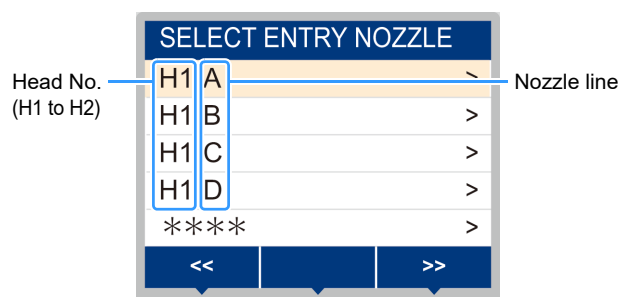 SELECT ENTRY NOZZLE
Head No.
(H1 to H2)
H1 A >
Nozzle line
H1 B >
H1 C >
H1 D >
**** >
<< >>